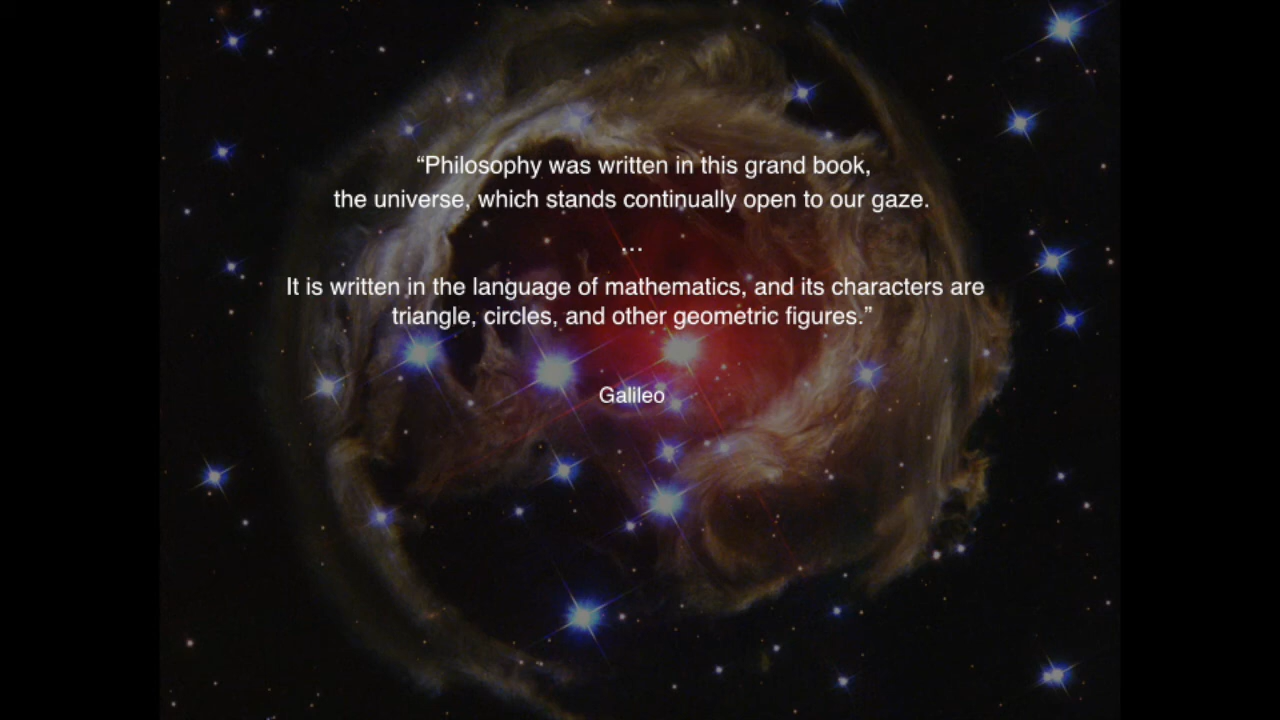 “Philosophy was written in this grand book,
the universe, which stands continually open to our gaze.
...
It is written in the language of mathematics, and its characters are
triangle, circles, and other geometric figures.”
Galileo